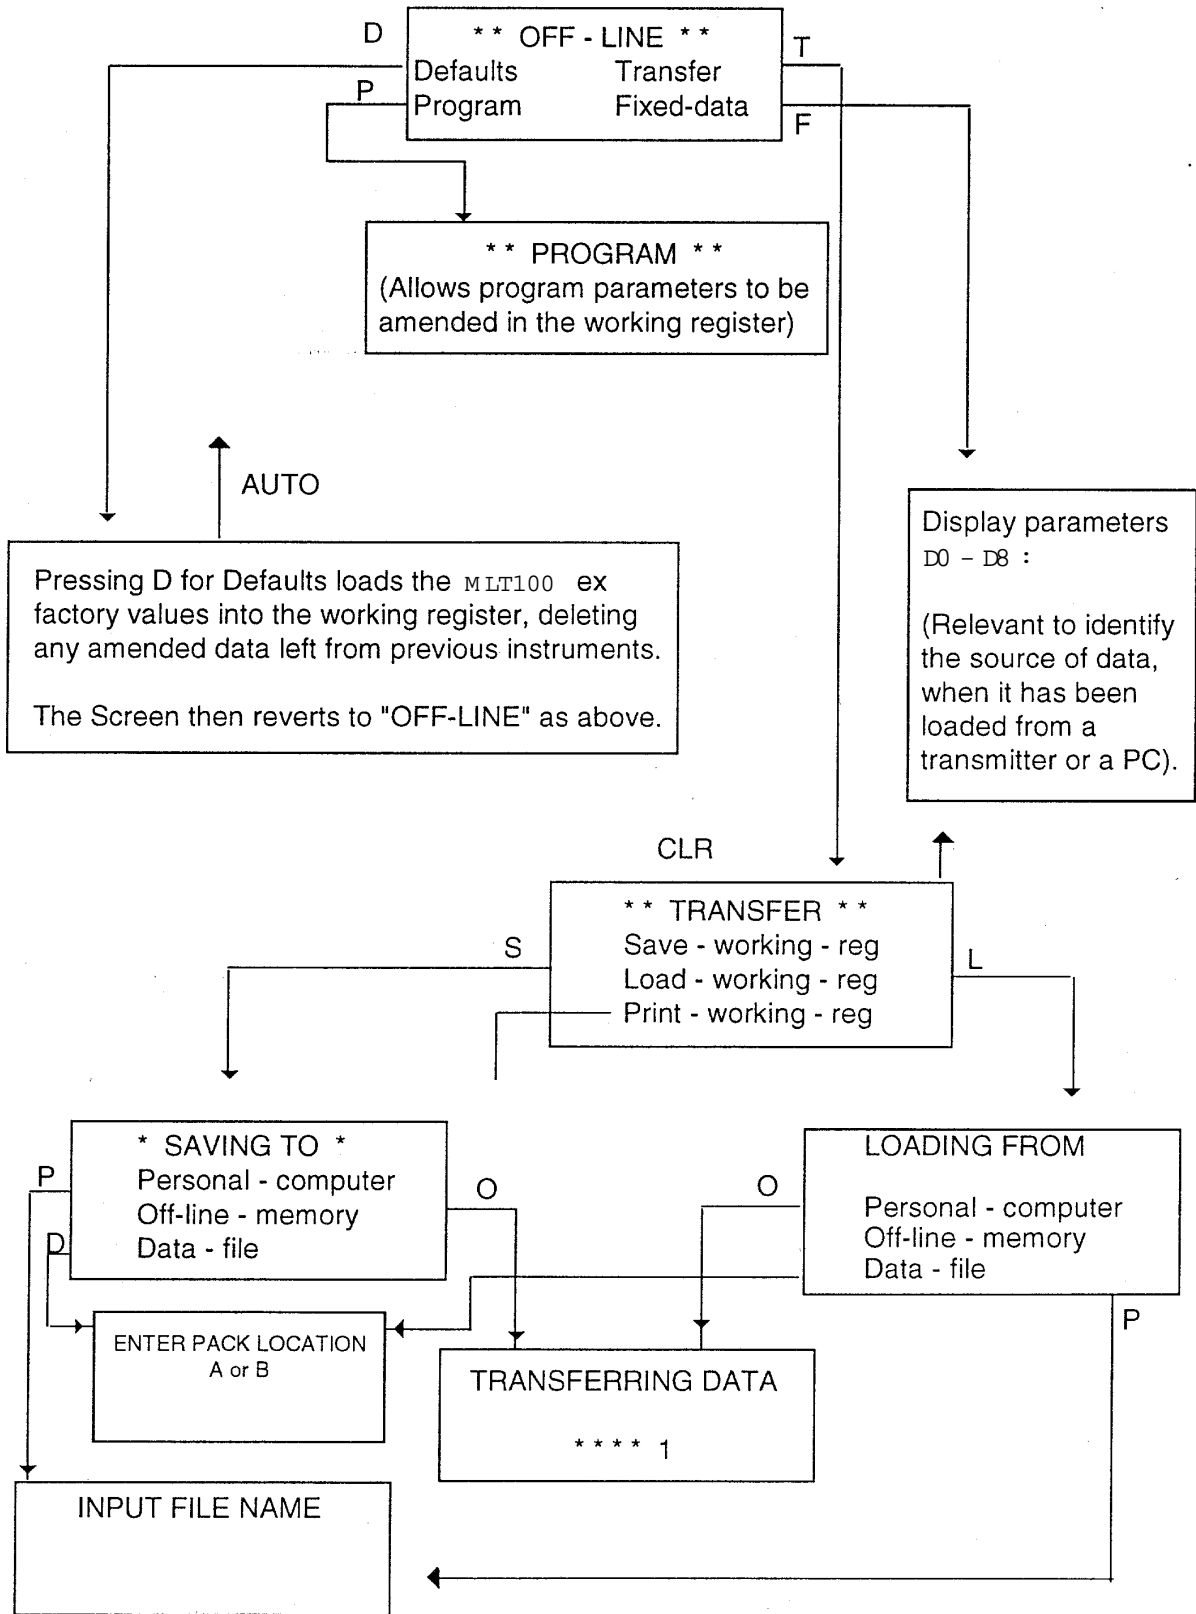 D
* * OFF - LINE * *
T
Defaults Transfer
P
Program Fixed-data
F
* * PROGRAM * *
(Allows program parameters to be
amended in the working register)
AUTO
Pressing D for Defaults loads the MLT100 ex
factory values into the working register, deleting
any amended data left from previous instruments.
The Screen then reverts to "OFF-LINE" as above.
Display parameters
D0 – D8 :
(Relevant to identify
the source of data,
when it has been
loaded from a
transmitter or a PC).
CLR
* * TRANSFER * *
S
Save - working - reg
Load - working - reg
L
Print - working - reg
* SAVING TO *
P
Personal - computer
O
Off-line - memory
D
Data - file
LOADING FROM
O
Personal - computer
Off-line - memory
Data - file
P
ENTER PACK LOCATION
A or B
TRANSFERRING DATA
* * * * 1
INPUT FILE NAME